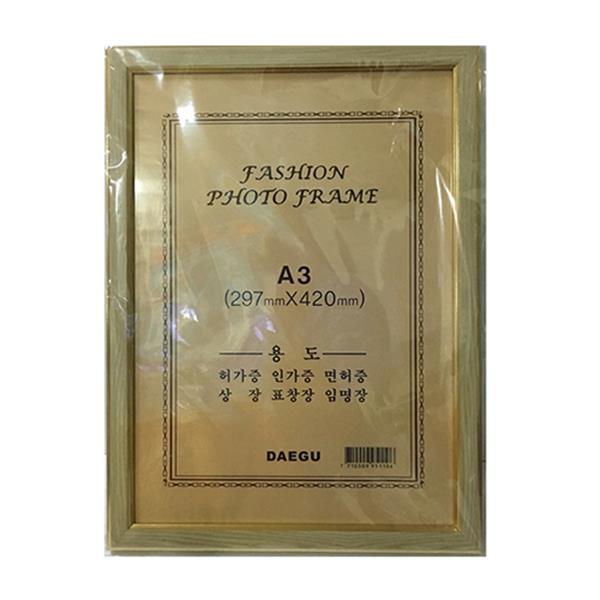 FASHION
PHOTO FRAME
A3
(297mmX420mm)
용 도
허가증 인가증 면허증
상 장 표창장 임명장
DAEGU